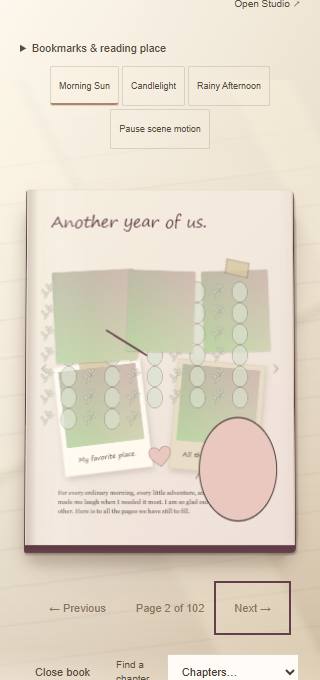 Open Studio ↗
▶ Bookmarks & reading place
Morning Sun
Candlelight
Rainy Afternoon
Pause scene motion
Another year of us.
My favorite place.
All
For every ordinary morning, every little adventure,
made me laugh when I needed it most. I am so glad
other. Here is to all the pages we have still to fill.
← Previous
Page 2 of 102
Next →
Close book
Find a
chapter
Chapters...